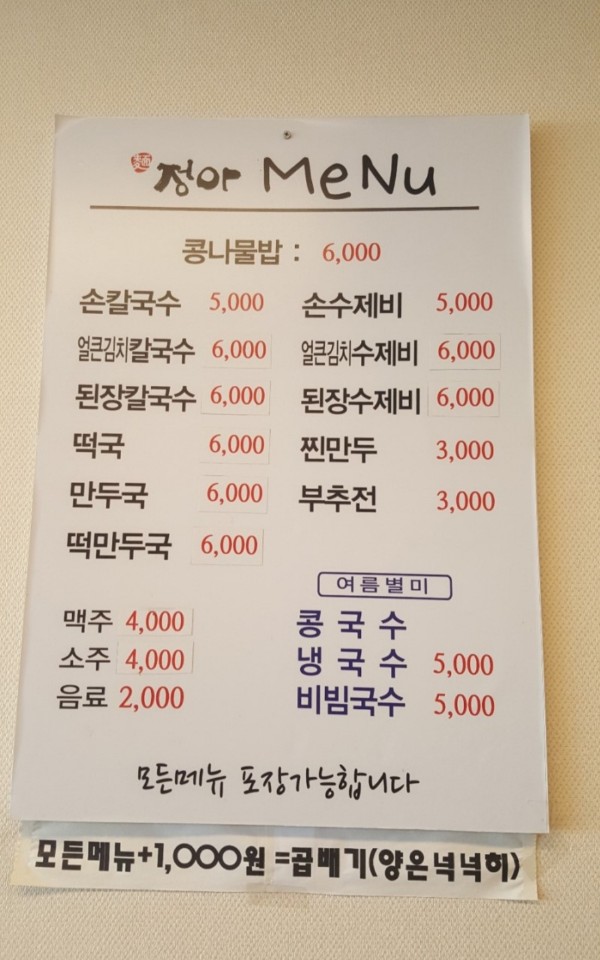 정아 MeNu
콩나물밥 : 6,000
손칼국수 5,000 손수제비 5,000
얼큰김치칼국수 6,000 얼큰김치수제비 6,000
된장칼국수 6,000 된장수제비 6,000
떡국 6,000 찐만두 3,000
만두국 6,000 부추전 3,000
떡만두국 6,000
여름별미
맥주 4,000 콩국수
소주 4,000 냉국수 5,000
음료 2,000 비빔국수 5,000
모든메뉴 포장가능합니다
모든메뉴+1,000원=곱배기(양은넉넉히)